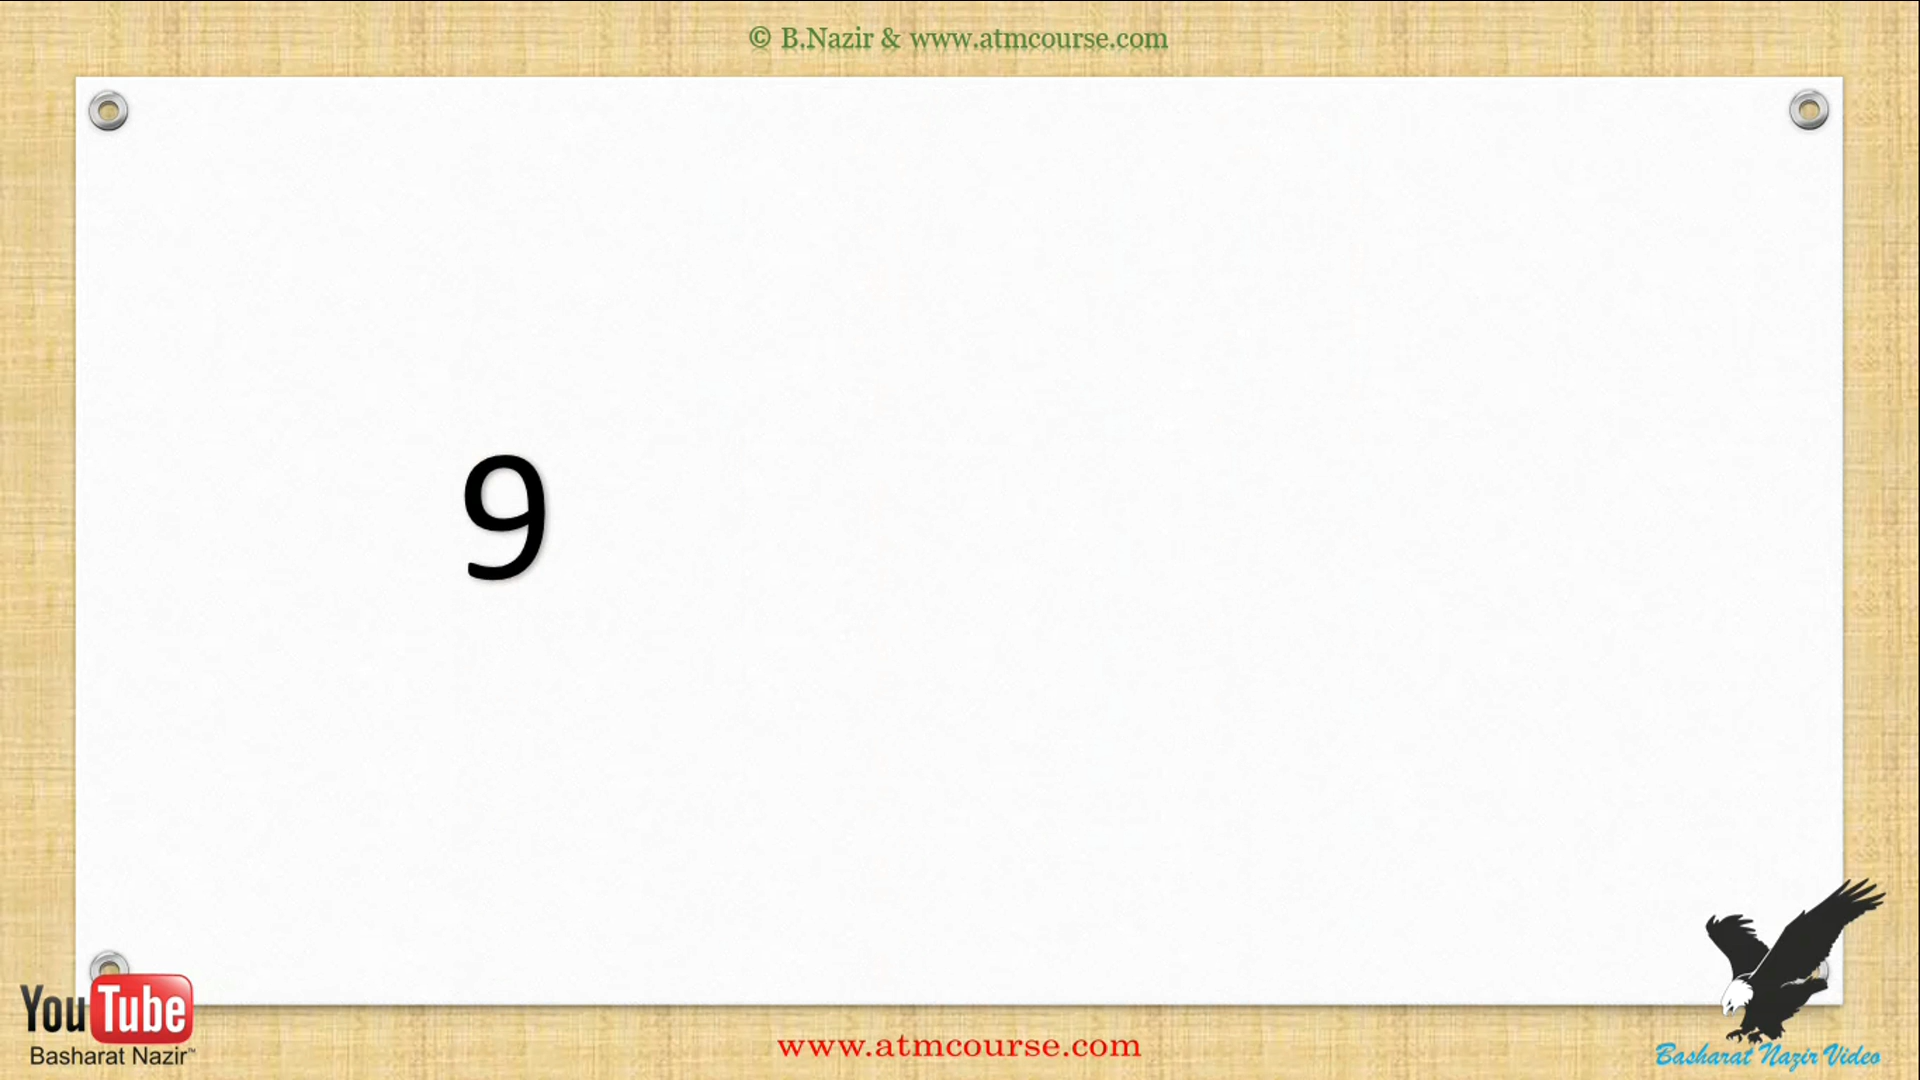 © B.Nazir & www.atmcourse.com
9
YouTube
Basharat Nazir™
www.atmcourse.com
Basharat Nazir Video